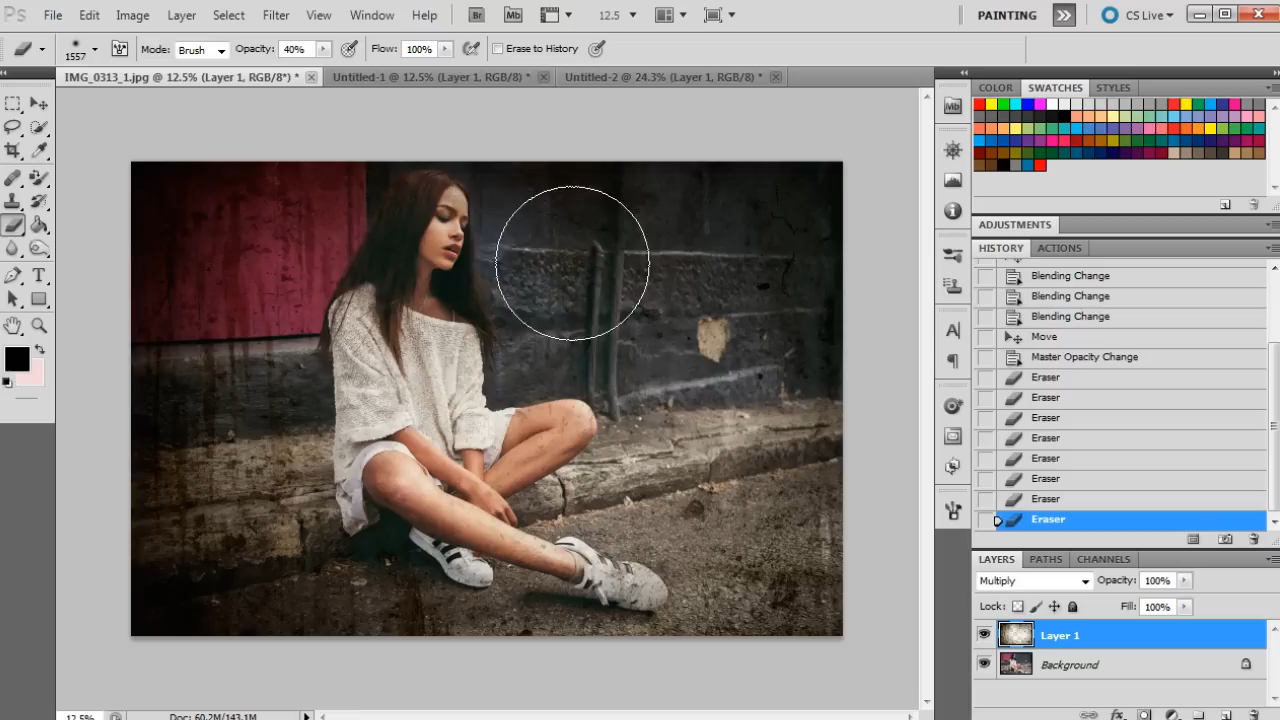 Ps File Edit Image Layer Select Filter View Window Help Br Mb 12.5 PAINTING CS Live
1557 Mode: Brush Opacity: 40% Flow: 100% Erase to History
IMG_0313_1.jpg @ 12.5% (Layer 1, RGB/8*) * Untitled-1 @ 12.5% (Layer 1, RGB/8) * Untitled-2 @ 24.3% (Layer 1, RGB/8) *
COLOR SWATCHES STYLES
Mb
ADJUSTMENTS
HISTORY ACTIONS
Blending Change
Blending Change
Blending Change
Move
Master Opacity Change
Eraser
Eraser
Eraser
Eraser
Eraser
Eraser
Eraser
Eraser
LAYERS PATHS CHANNELS
Multiply Opacity: 100%
Lock: Fill: 100%
Layer 1
Background
12.5% Doc: 60.2M/143.1M